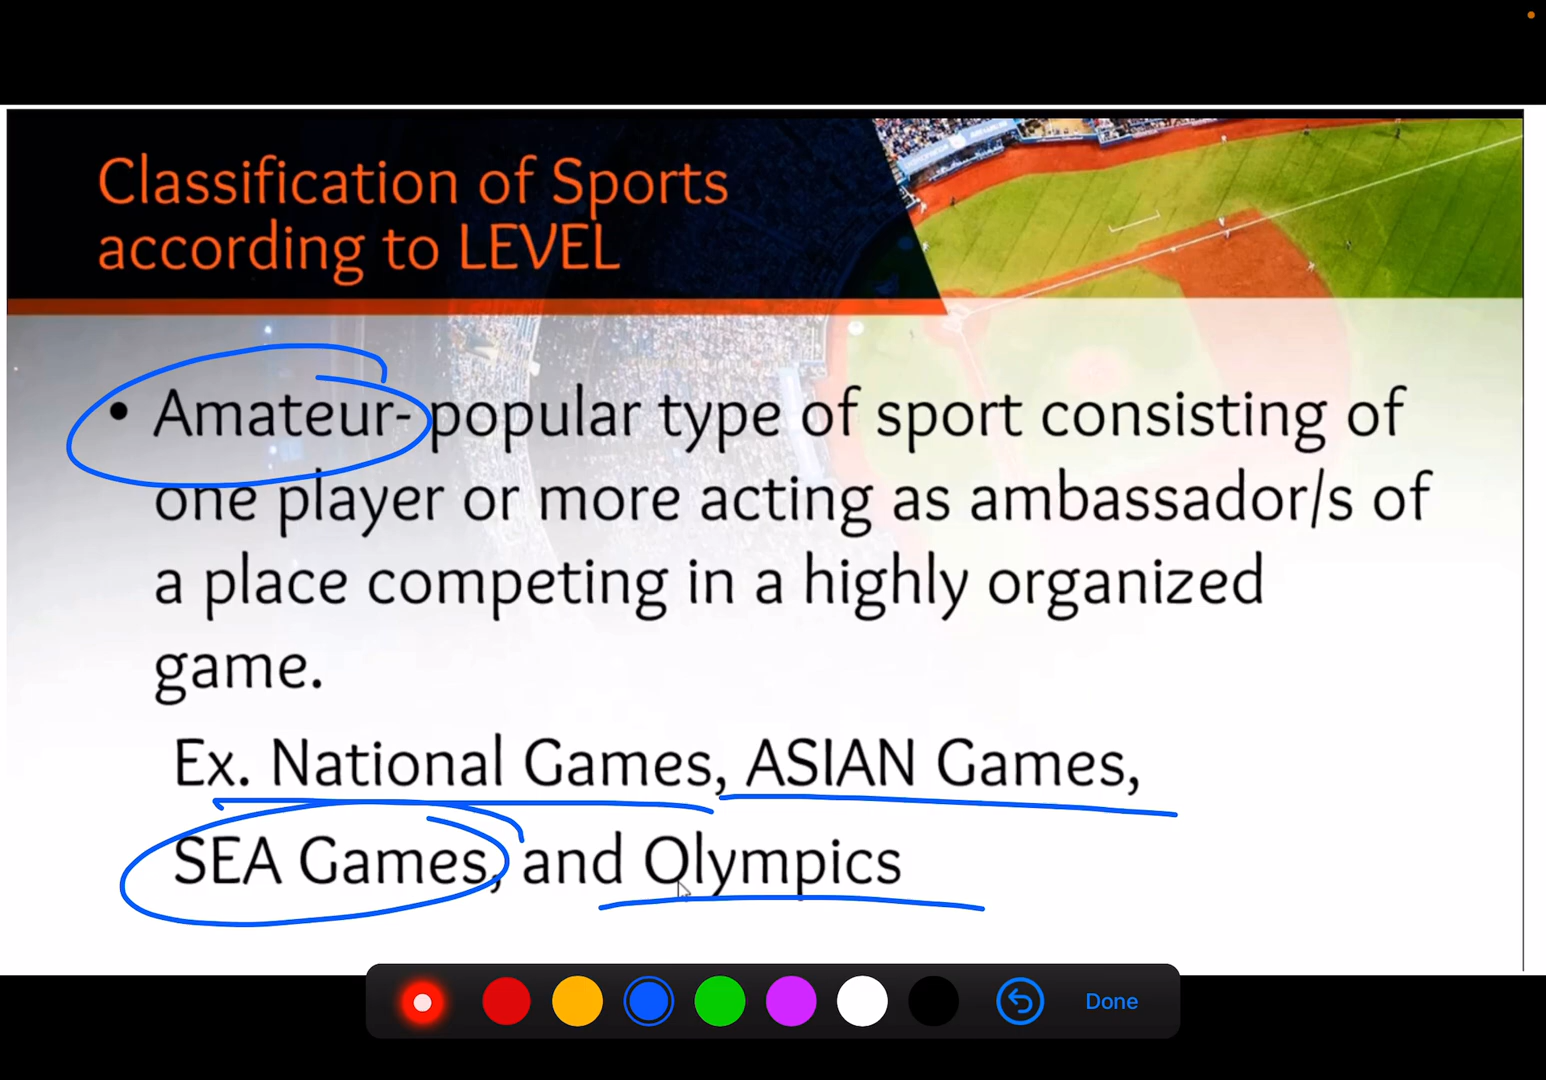 Classification of Sports
according to LEVEL
• Amateur- popular type of sport consisting of
one player or more acting as ambassador/s of
a place competing in a highly organized
game.
Ex. National Games, ASIAN Games,
SEA Games, and Olympics
Done